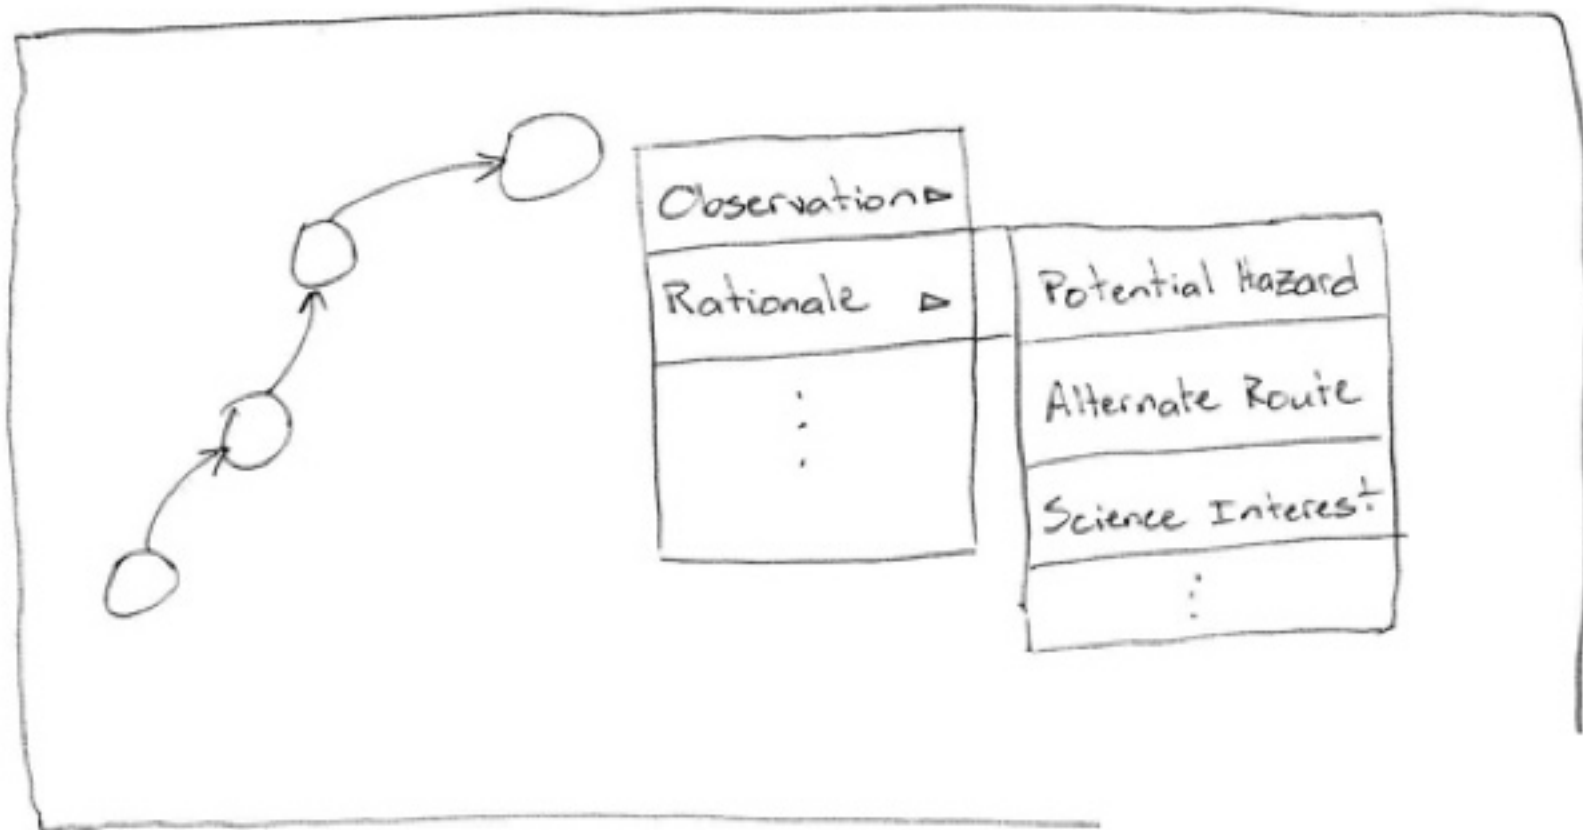 Observation
Rationale
Potential Hazard
Alternate Route
Science Interest